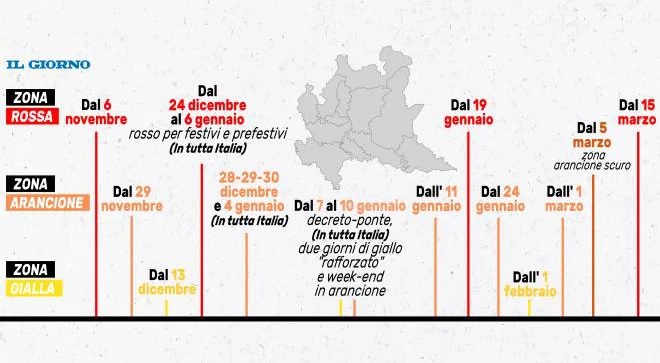 IL GIORNO
ZONA
ROSSA
Dal 6
novembre
Dal
24 dicembre
al 6 gennaio
rosso per festivi e prefestivi
(In tutta Italia)
Dal 19
gennaio
Dal 15
marzo
Dal 5
marzo
zona
arancione scuro
ZONA
ARANCIONE
Dal 29
novembre
28-29-30
dicembre
e 4 gennaio
(In tutta Italia)
Dal 7 al 10 gennaio
decreto-ponte,
(In tutta Italia)
due giorni di giallo
"rafforzato"
e week-end
in arancione
Dall' 11
gennaio
Dal 24
gennaio
Dall' 1
marzo
ZONA
GIALLA
Dal 13
dicembre
Dall' 1
febbraio